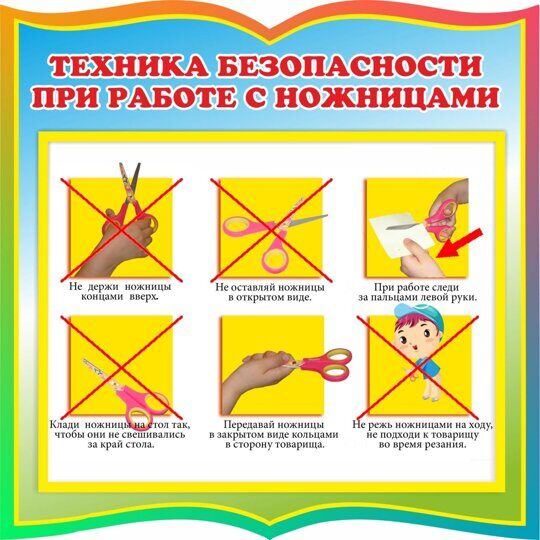 ТЕХНИКА БЕЗОПАСНОСТИ
ПРИ РАБОТЕ С НОЖНИЦАМИ
Не держи ножницы
концами вверх.
Не оставляй ножницы
в открытом виде.
При работе следи
за пальцами левой руки.
Клади ножницы на стол так,
чтобы они не свешивались
за край стола.
Передавай ножницы
в закрытом виде кольцами
в сторону товарища.
Не режь ножницами на ходу,
не подходи к товарищу
во время резания.